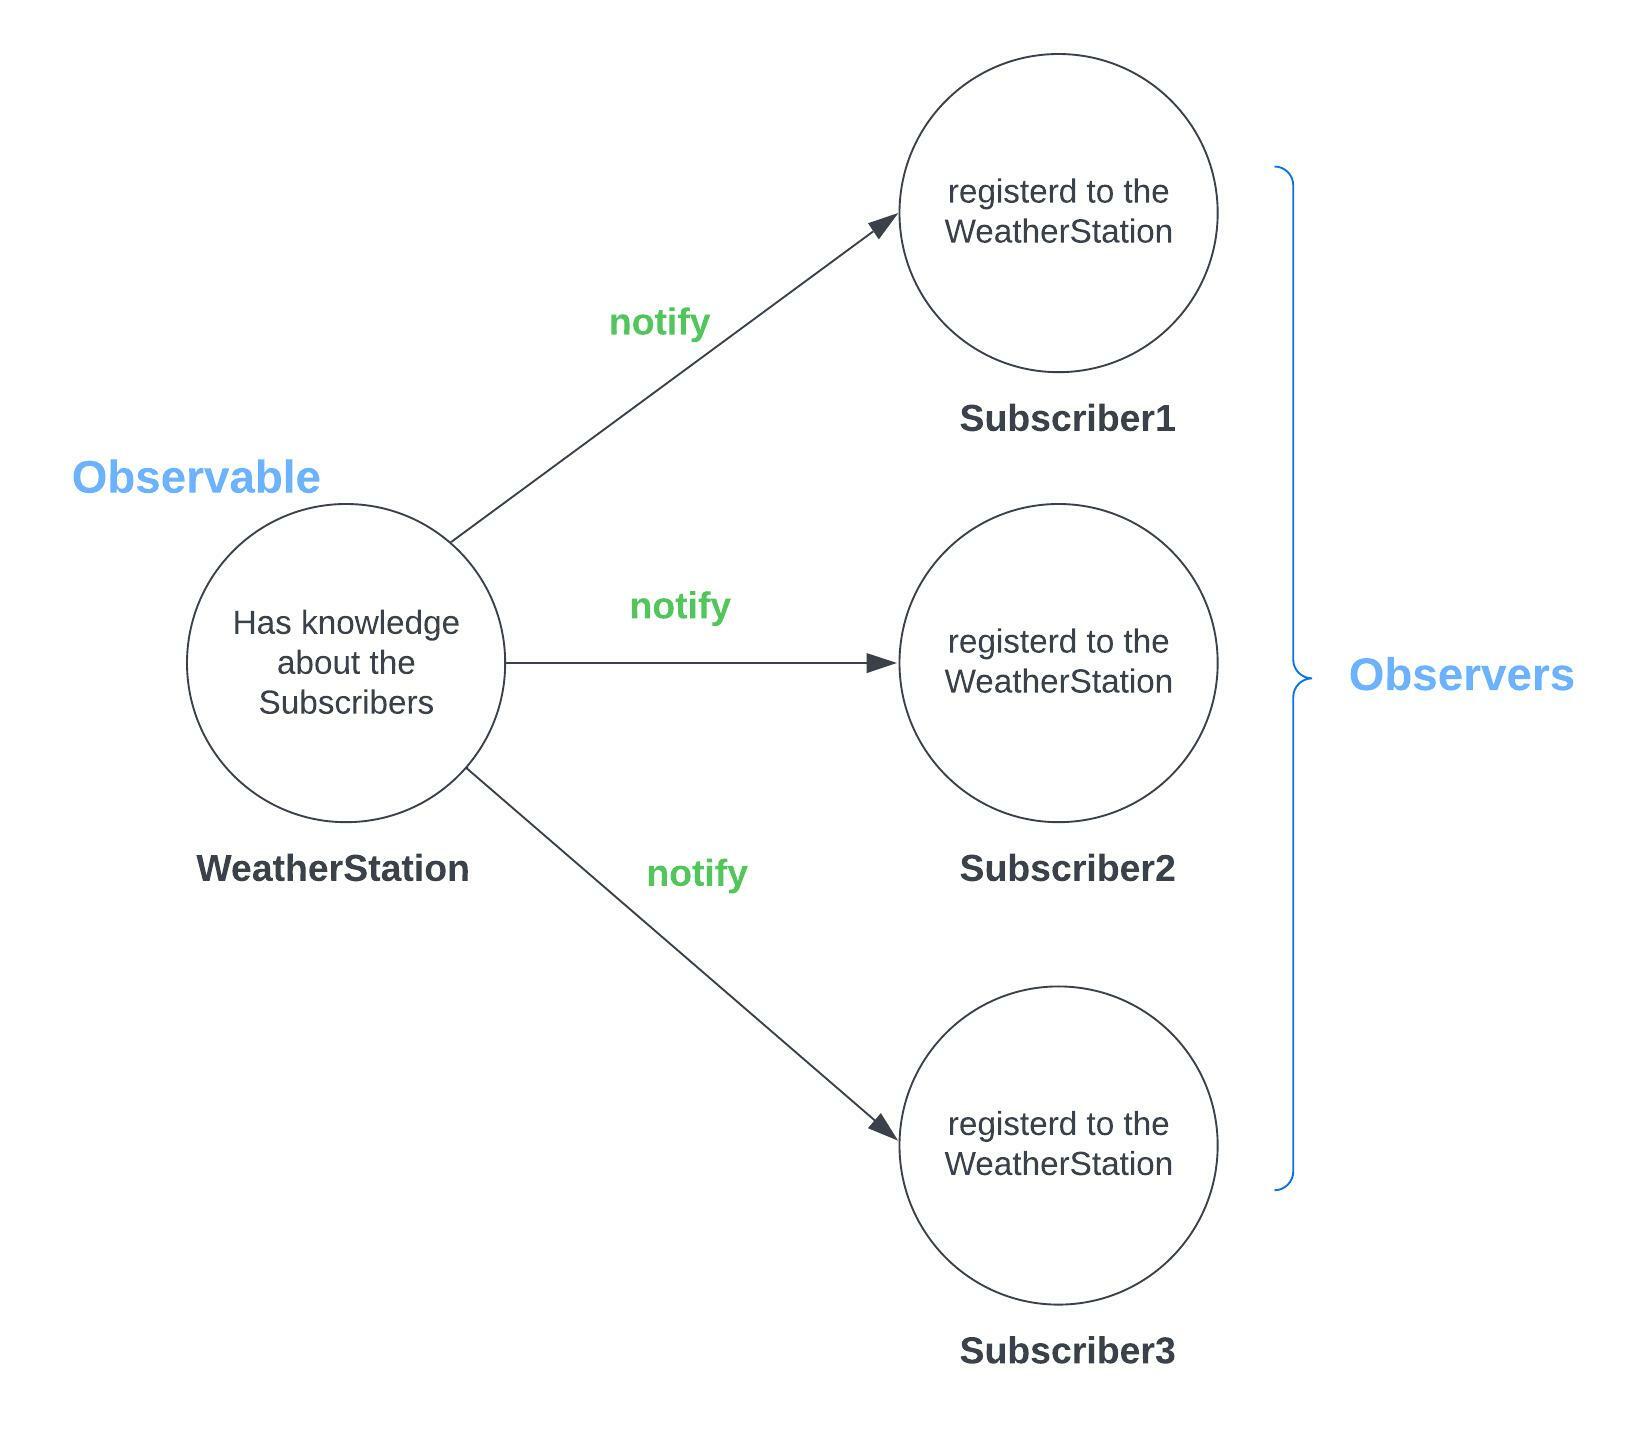 registerd to the
WeatherStation
notify
Subscriber1
Observable
Has knowledge
about the
Subscribers
WeatherStation
notify
registerd to the
WeatherStation
Subscriber2
Observers
notify
registerd to the
WeatherStation
Subscriber3